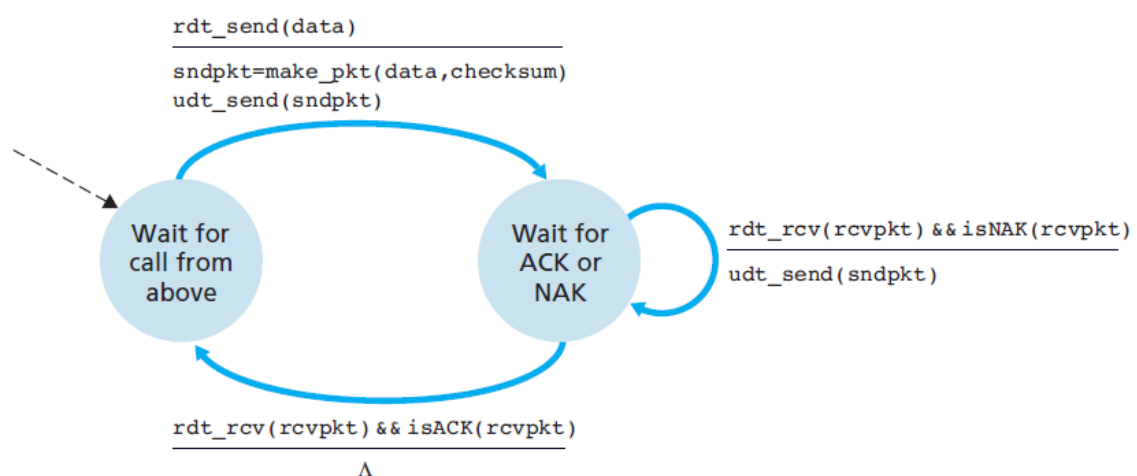 rdt_send(data)
sndpkt=make_pkt(data,checksum)
udt_send(sndpkt)
Wait for
call from
above
Wait for
ACK or
NAK
rdt_rcv(rcvpkt)&&isNAK(rcvpkt)
udt_send(sndpkt)
rdt_rcv(rcvpkt)&&isACK(rcvpkt)
Λ